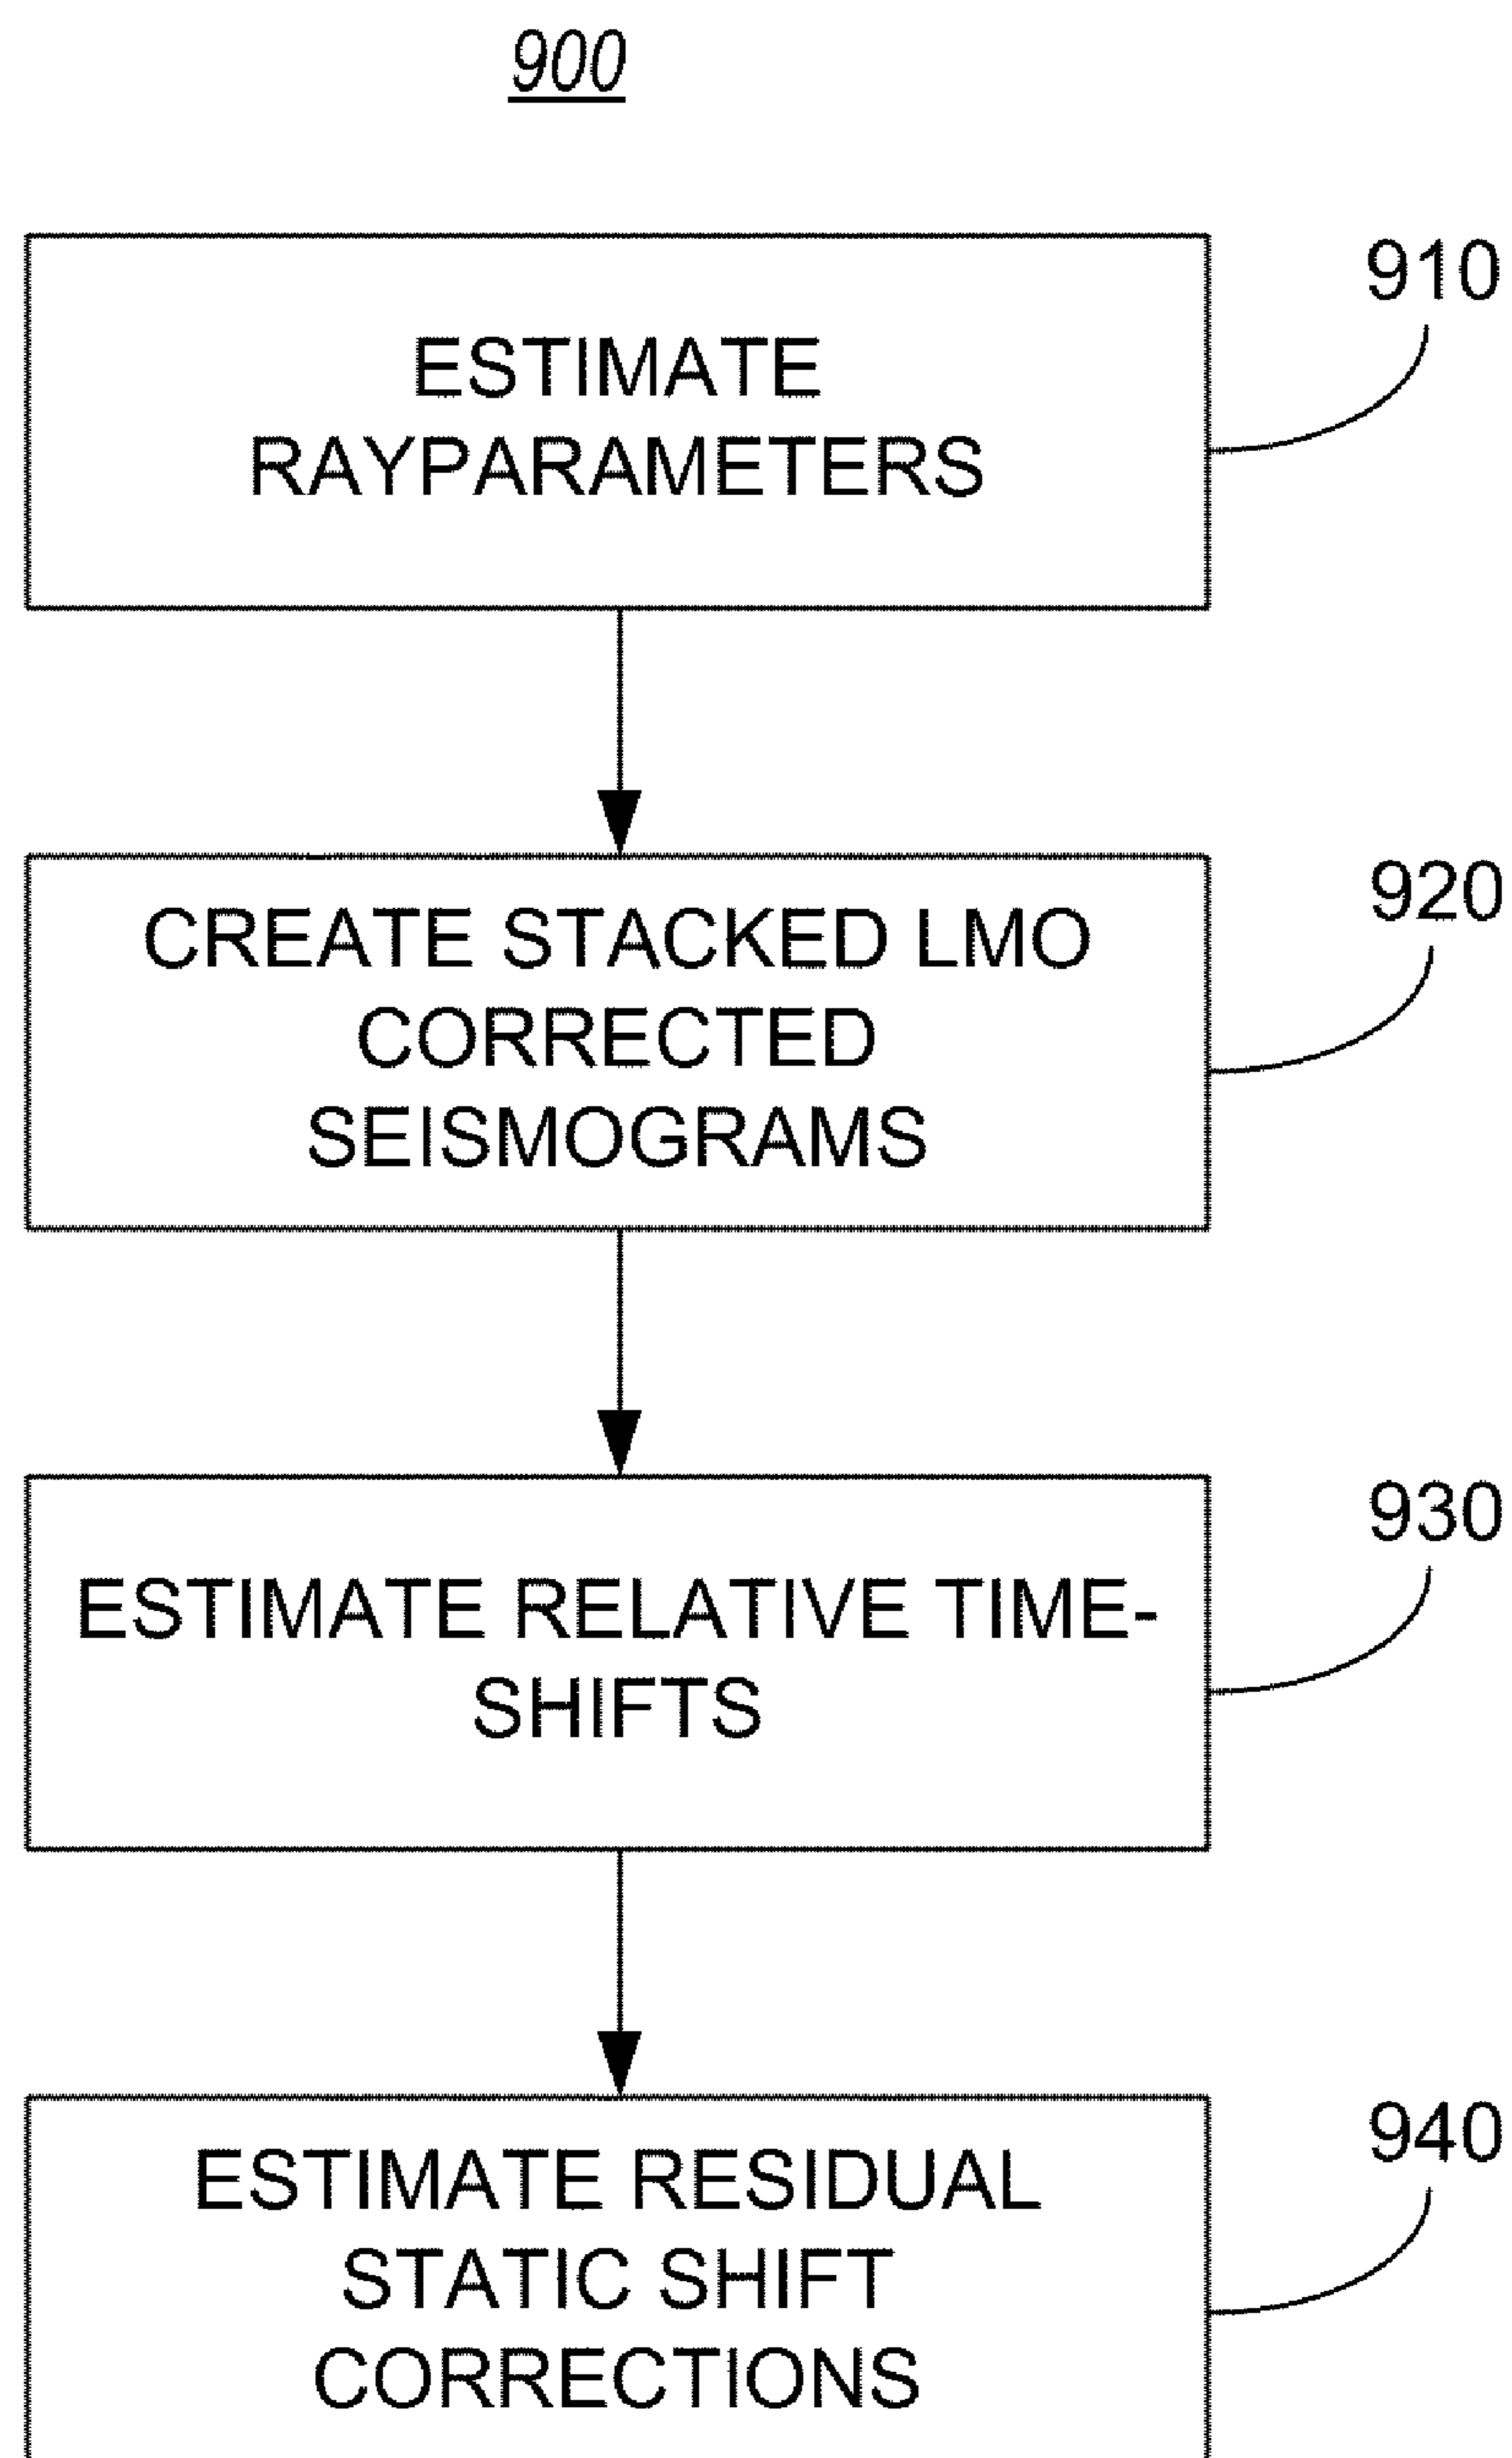 900
910
ESTIMATE
RAYPARAMETERS
920
CREATE STACKED LMO
CORRECTED
SEISMOGRAMS
930
ESTIMATE RELATIVE TIME-
SHIFTS
940
ESTIMATE RESIDUAL
STATIC SHIFT
CORRECTIONS